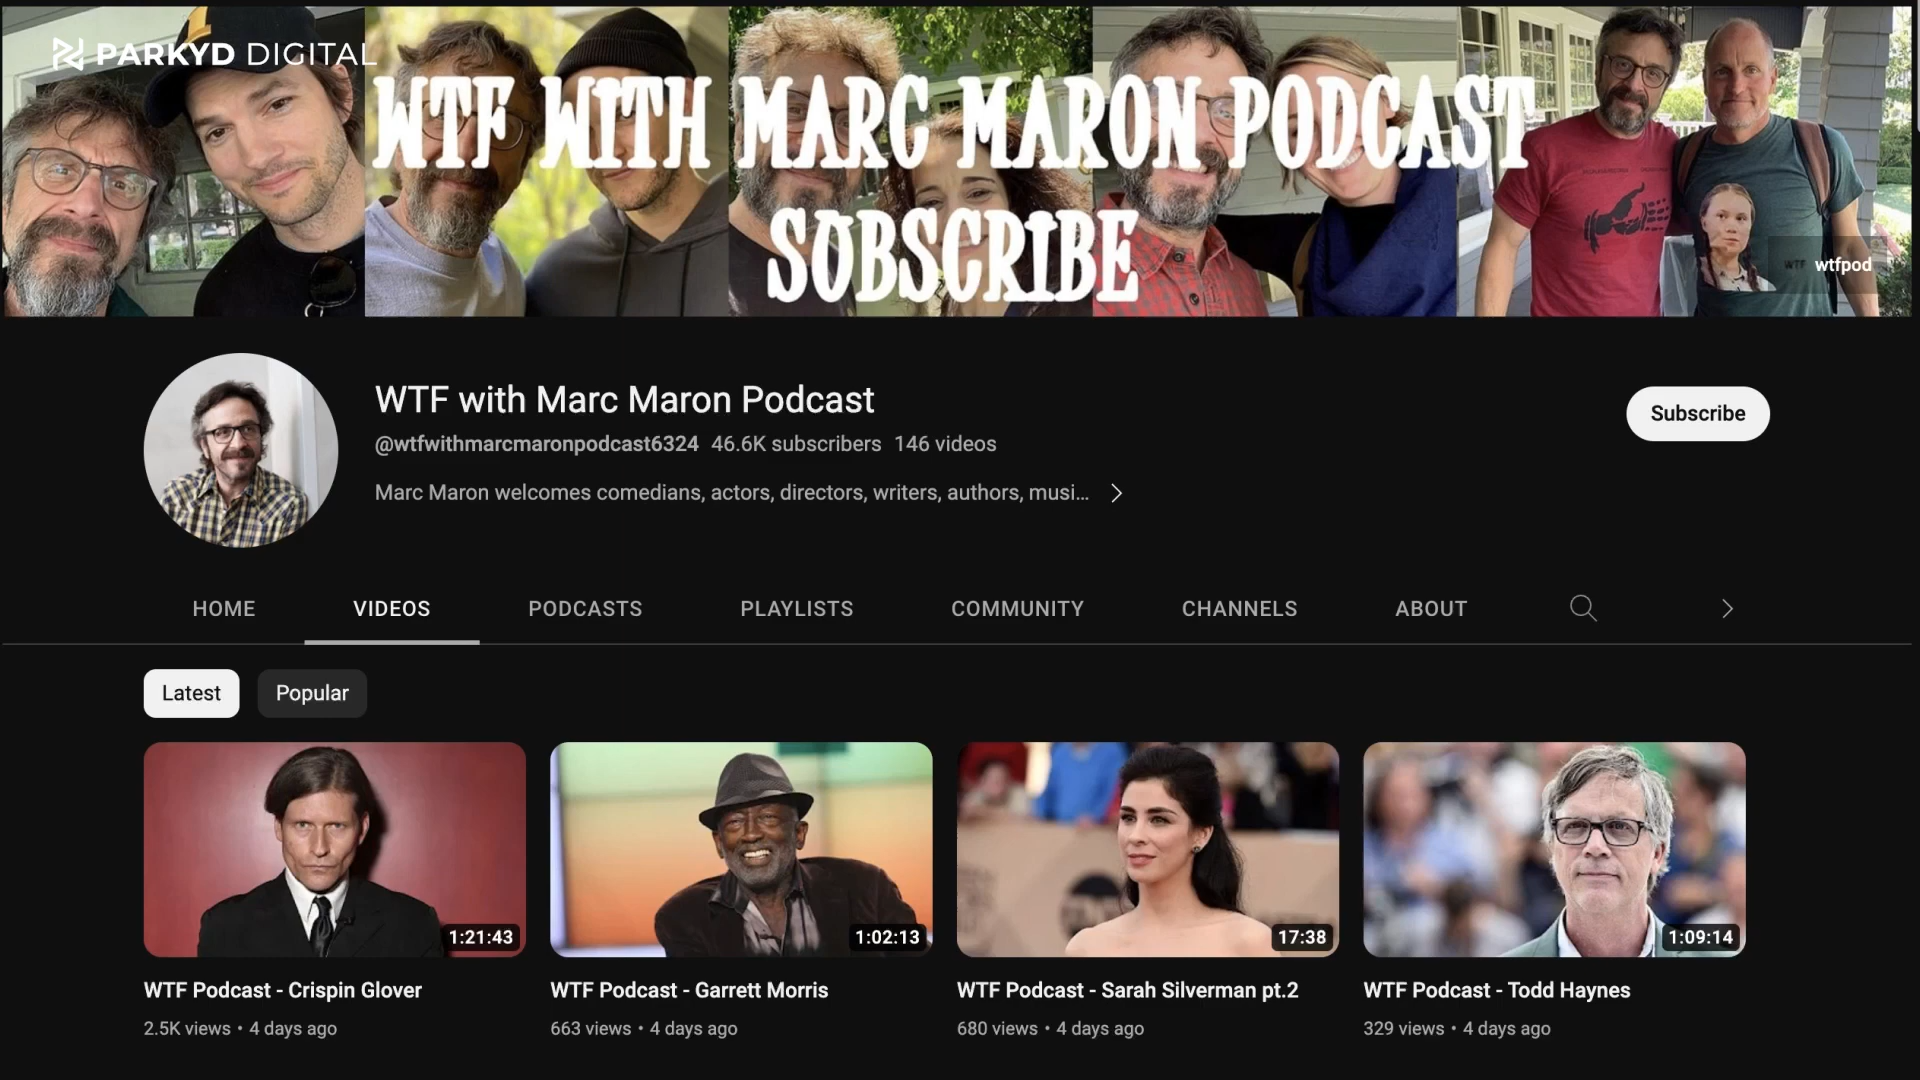 PARKYD DIGITAL
WTF WITH MARC MARON PODCAST
SUBSCRIBE
WTF wtfpod
WTF with Marc Maron Podcast
Subscribe
@wtfwithmarcmaronpodcast6324 46.6K subscribers 146 videos
Marc Maron welcomes comedians, actors, directors, writers, authors, musi...
HOME VIDEOS PODCASTS PLAYLISTS COMMUNITY CHANNELS ABOUT
Latest Popular
1:21:43 1:02:13 17:38 1:09:14
WTF Podcast - Crispin Glover
2.5K views • 4 days ago
WTF Podcast - Garrett Morris
663 views • 4 days ago
WTF Podcast - Sarah Silverman pt.2
680 views • 4 days ago
WTF Podcast - Todd Haynes
329 views • 4 days ago